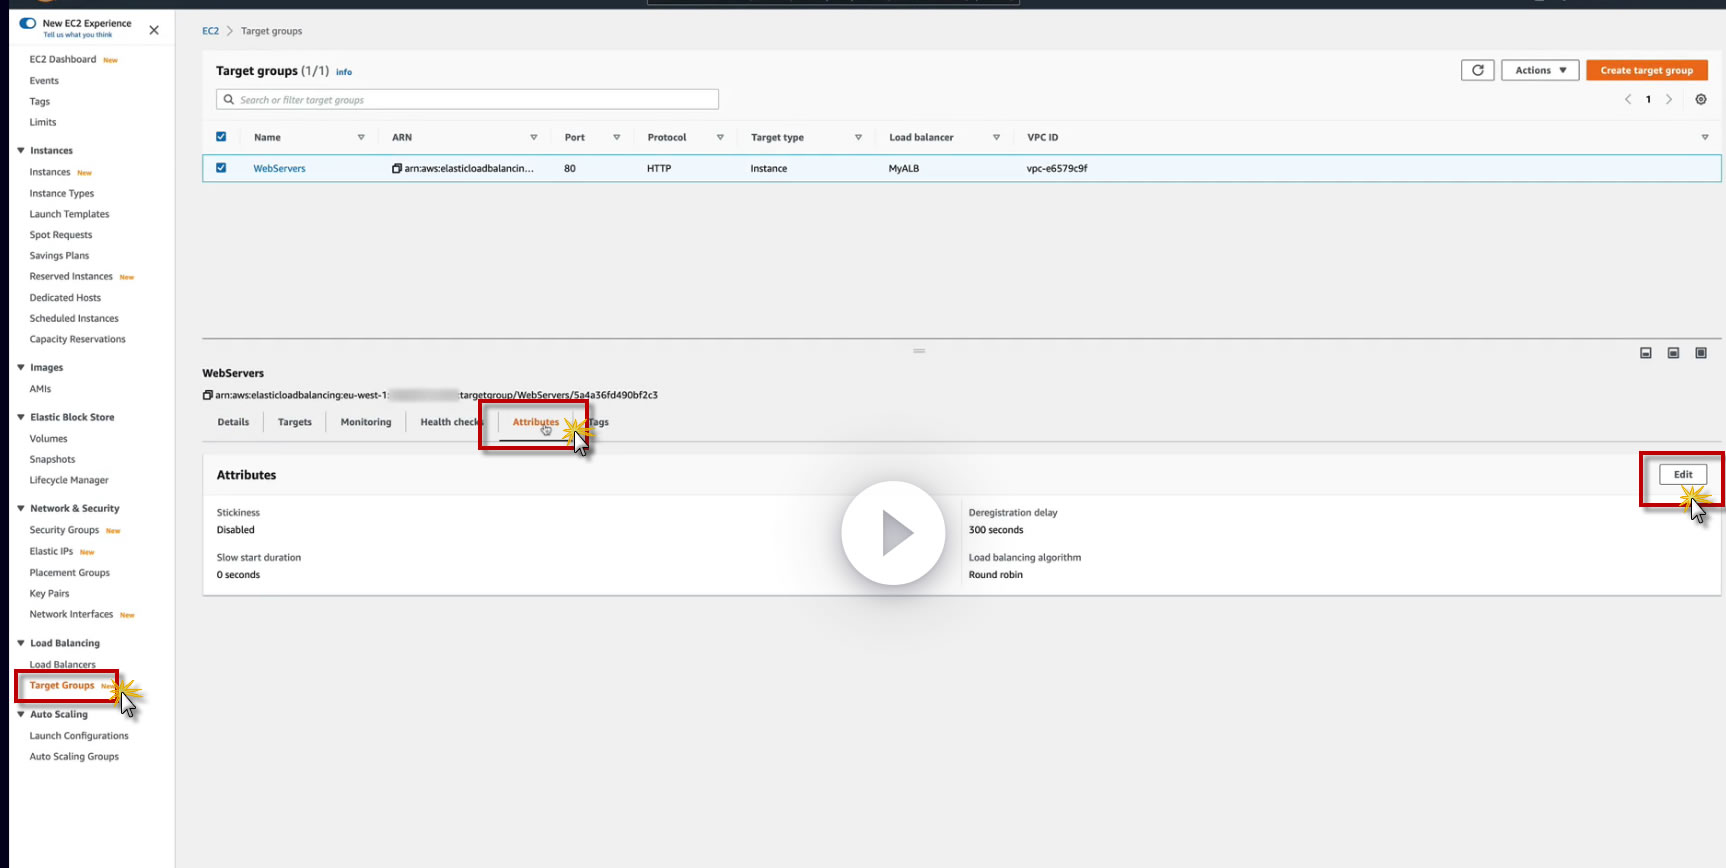 New EC2 Experience
Tell us what you think
EC2 Dashboard New
Events
Tags
Limits
Instances
Instances New
Instance Types
Launch Templates
Spot Requests
Savings Plans
Reserved Instances New
Dedicated Hosts
Scheduled Instances
Capacity Reservations
Images
AMIs
Elastic Block Store
Volumes
Snapshots
Lifecycle Manager
Network & Security
Security Groups New
Elastic IPs New
Placement Groups
Key Pairs
Network Interfaces New
Load Balancing
Load Balancers
Target Groups New
Auto Scaling
Launch Configurations
Auto Scaling Groups
EC2 > Target groups
Target groups (1/1) Info
Actions
Create target group
Search or filter target groups
1
Name ARN Port Protocol Target type Load balancer VPC ID
WebServers arn:aws:elasticloadbalancin... 80 HTTP Instance MyALB vpc-e6579c9f
WebServers
arn:aws:elasticloadbalancing:eu-west-1: :targetgroup/WebServers/5a4a36fd490bf2c3
Details Targets Monitoring Health checks Attributes Tags
Attributes
Edit
Stickiness
Disabled
Deregistration delay
300 seconds
Slow start duration
0 seconds
Load balancing algorithm
Round robin